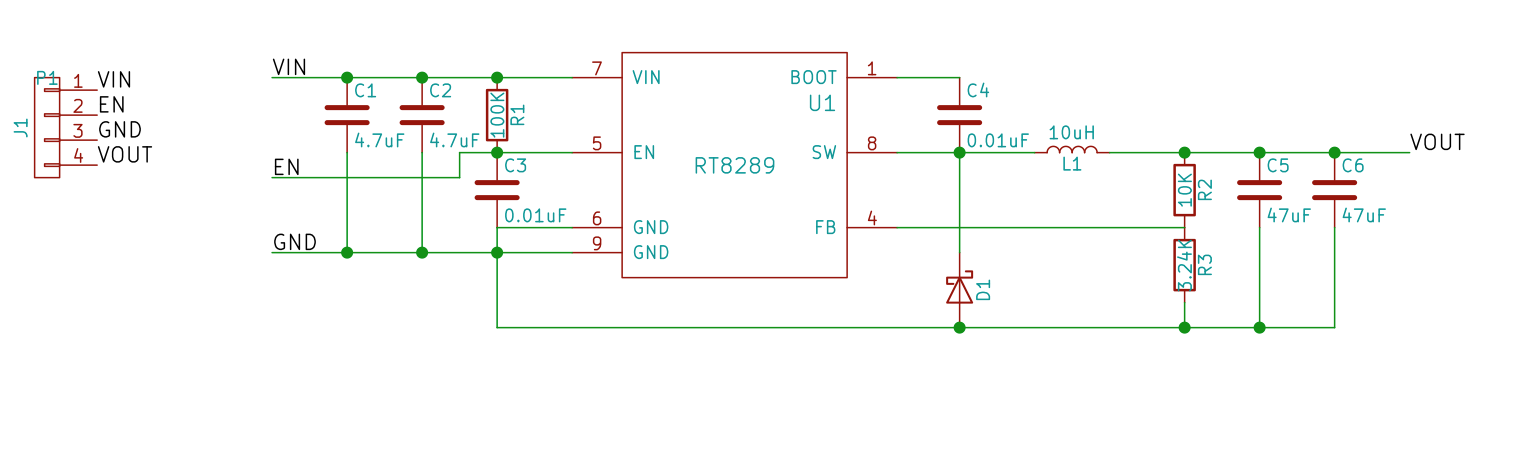 P1
J1
1 VIN
2 EN
3 GND
4 VOUT
VIN
EN
GND
C1
4.7uF
C2
4.7uF
100K
R1
C3
0.01uF
7 VIN
5 EN
6 GND
9 GND
RT8289
U1
BOOT 1
SW 8
FB 4
C4
0.01uF
10uH
L1
D1
10K
R2
3.24K
R3
C5
47uF
C6
47uF
VOUT